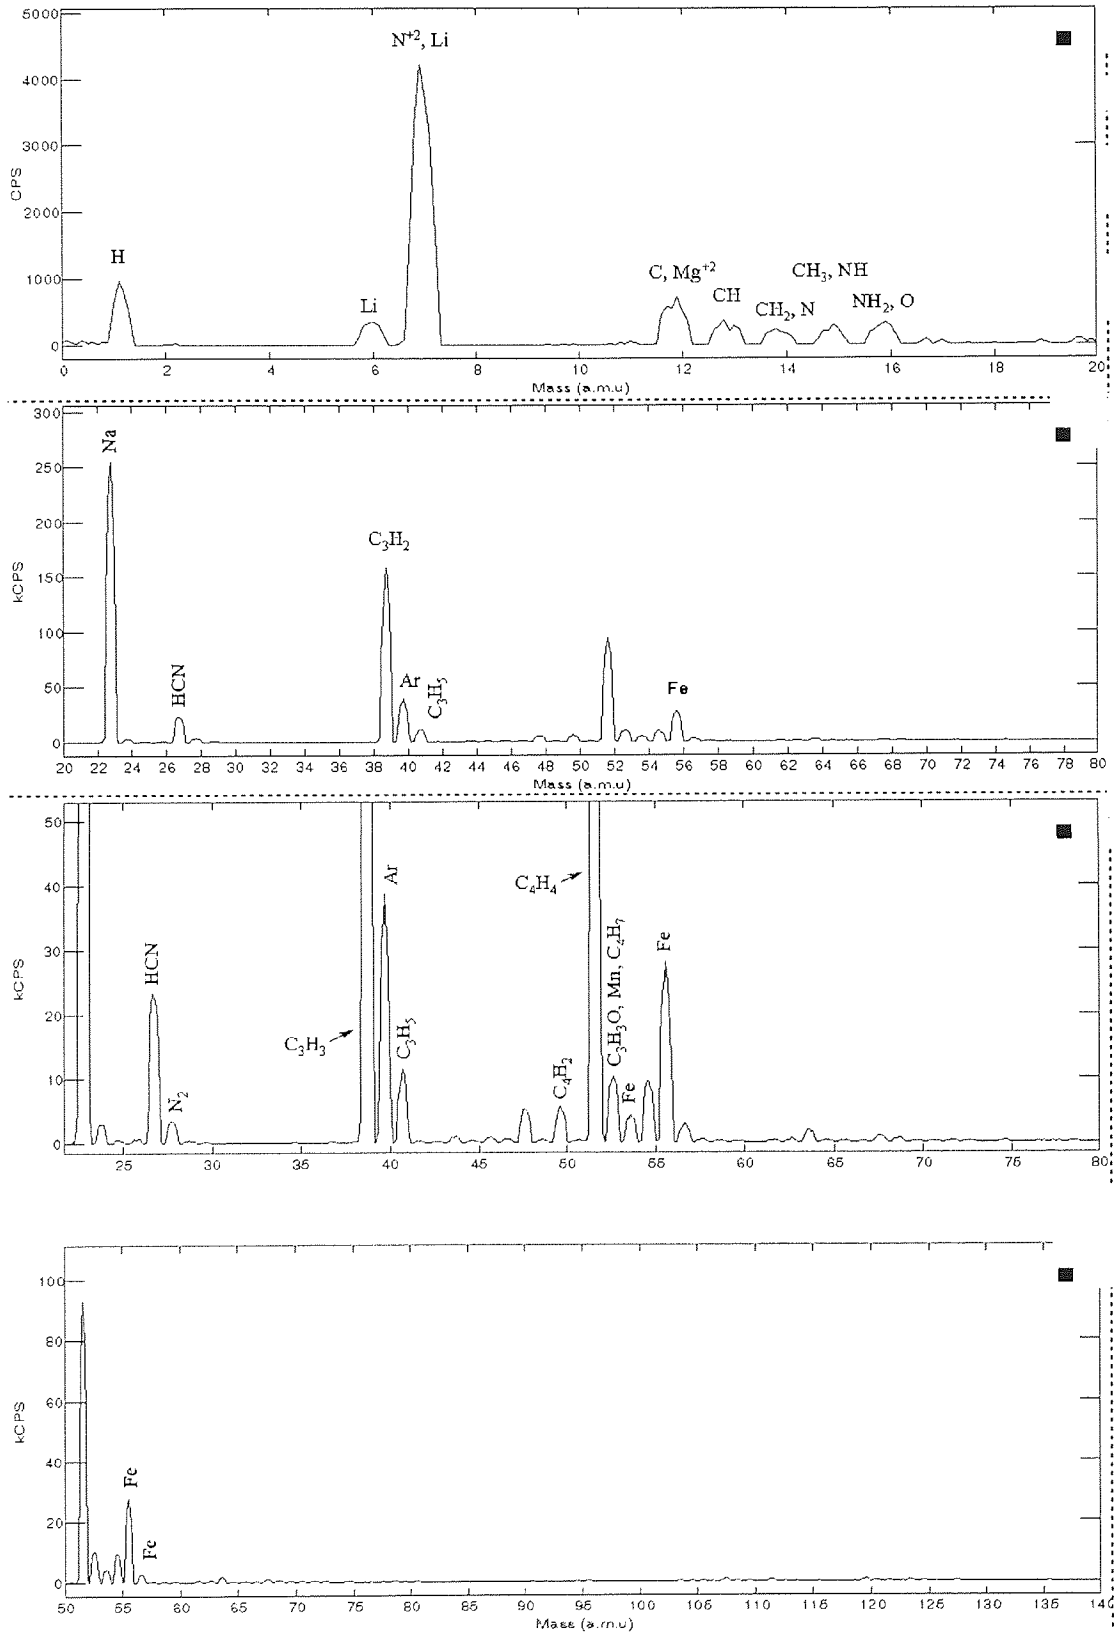 5000
4000
3000
2000
1000
0
CPS
H
Li
N⁺², Li
C, Mg⁺²
CH
CH₂, N
CH₃, NH
NH₂, O
0 2 4 6 8 10 12 14 16 18 20
Mass (a.m.u)
300
250
200
150
100
50
0
kCPS
Na
HCN
C₃H₂
Ar
C₃H₅
Fe
20 22 24 26 28 30 32 34 36 38 40 42 44 46 48 50 52 54 56 58 60 62 64 66 68 70 72 74 76 78 80
Mass (a.m.u)
50
40
30
20
10
0
kCPS
HCN
N₂
C₃H₃
Ar
C₃H₅
C₄H₂
C₄H₄
C₃H₃O, Mn, C₄H₇
Fe
Fe
25 30 35 40 45 50 55 60 65 70 75 80
100
80
60
40
20
0
kCPS
Fe
Fe
50 55 60 65 70 75 80 85 90 95 100 105 110 115 120 125 130 135 140
Mass (a.m.u)